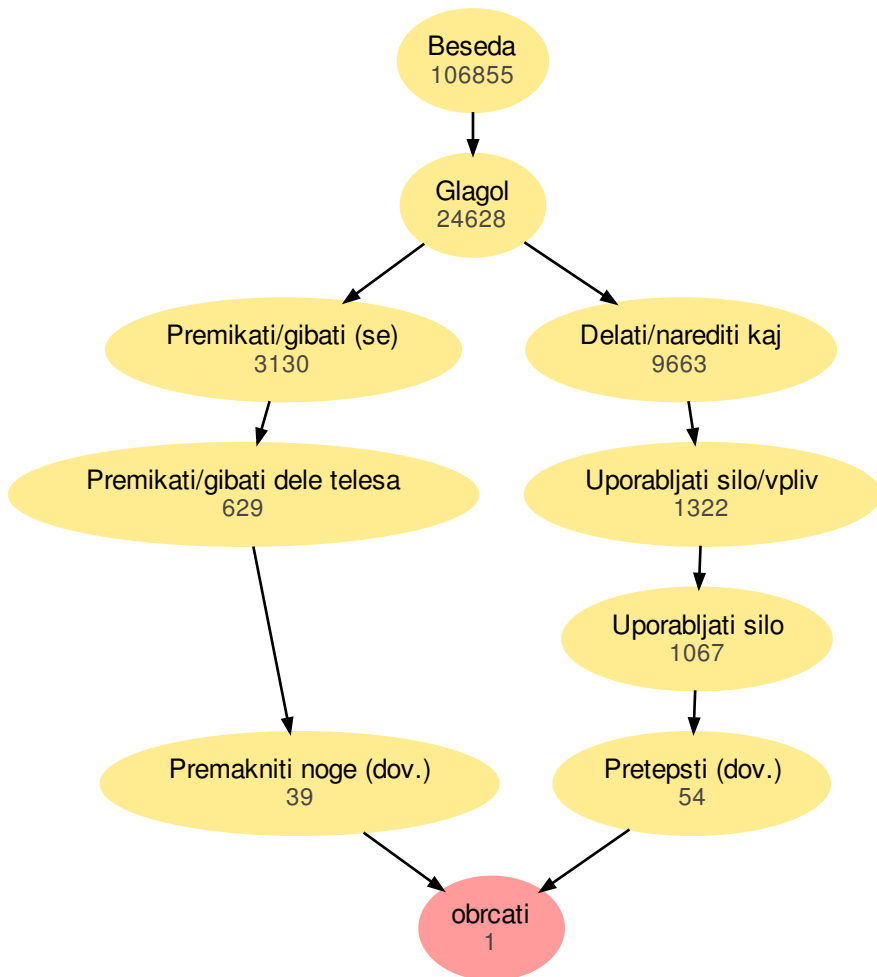 Beseda
106855
Glagol
24628
Premikati/gibati (se)
3130
Delati/narediti kaj
9663
Premikati/gibati dele telesa
629
Uporabljati silo/vpliv
1322
Uporabljati silo
1067
Premakniti noge (dov.)
39
Pretepsti (dov.)
54
obrcati
1